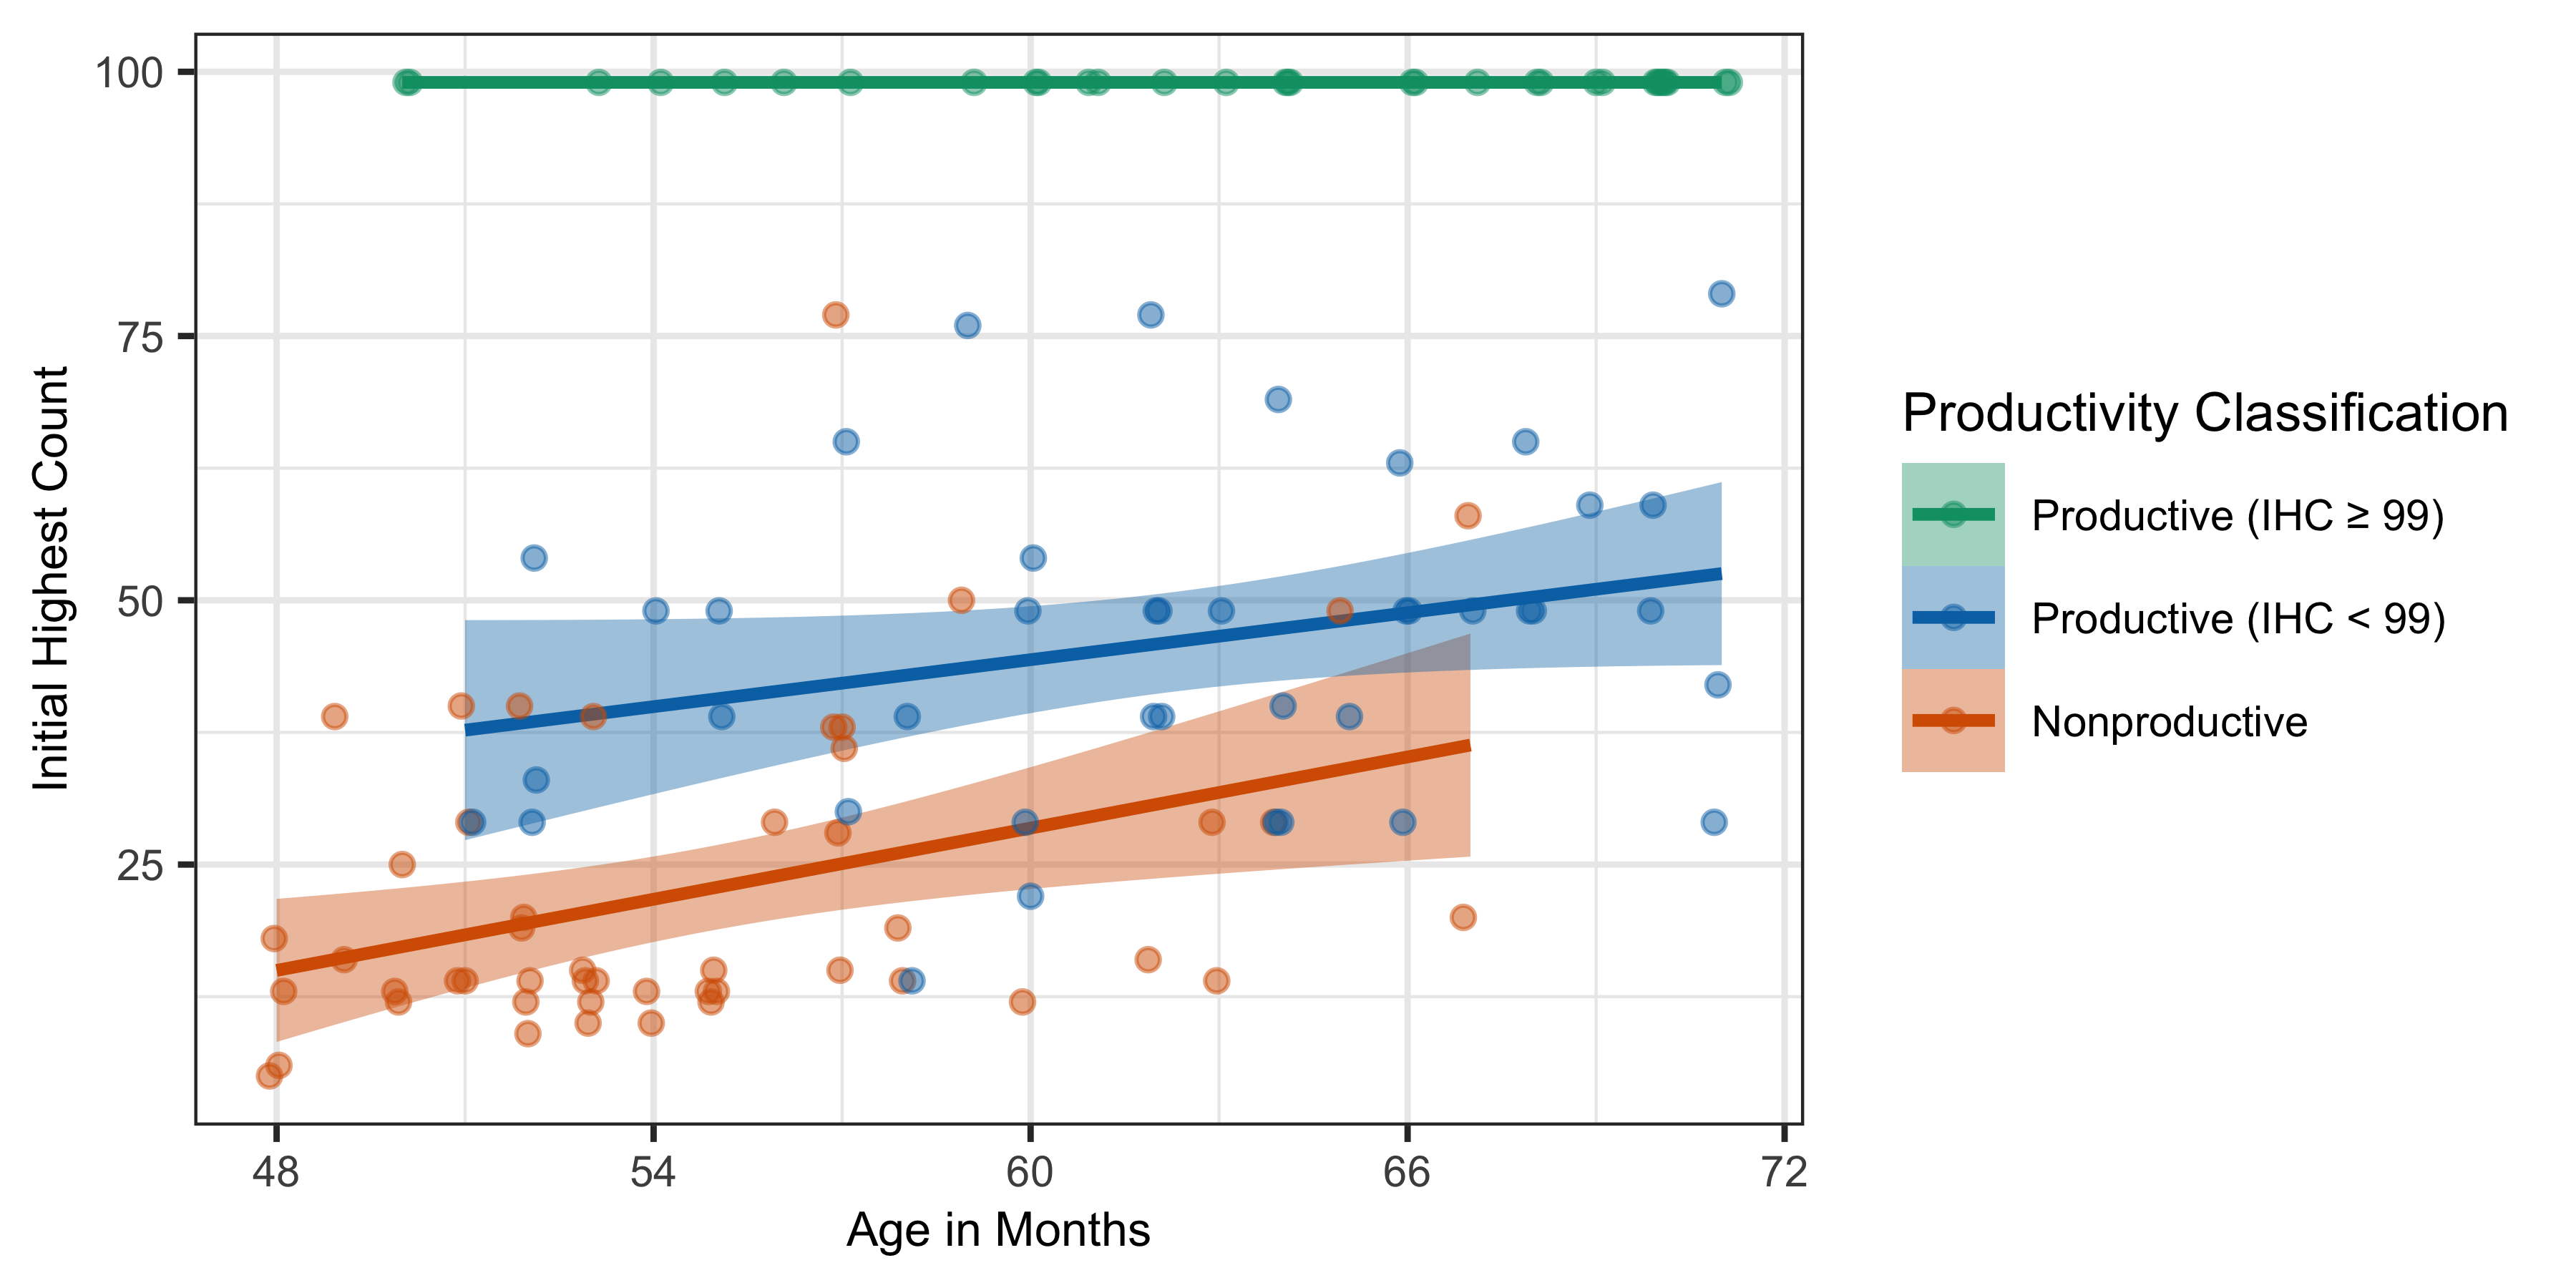 100
75
50
25
Initial Highest Count
48 54 60 66 72
Age in Months
Productivity Classification
Productive (IHC ≥ 99)
Productive (IHC < 99)
Nonproductive